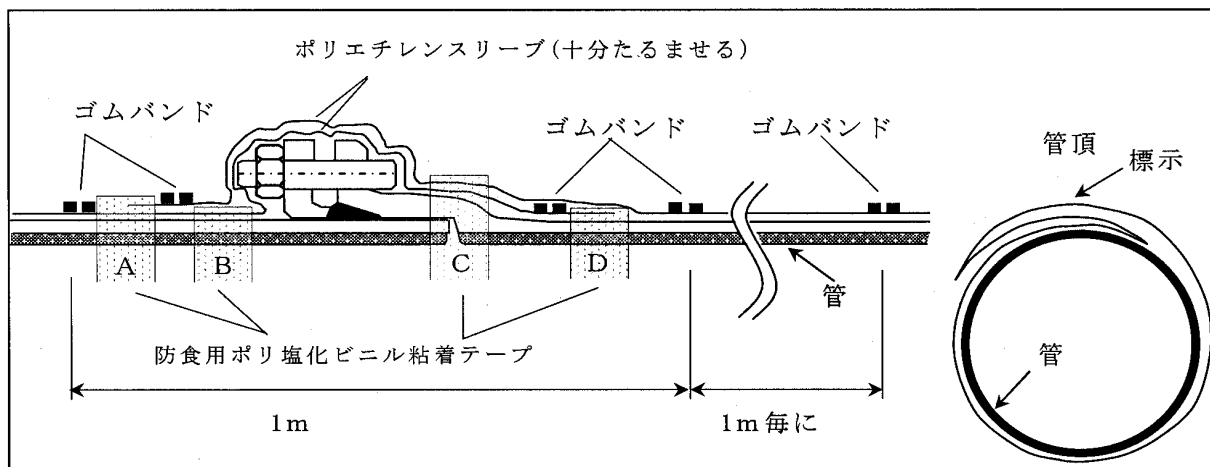 ポリエチレンスリーブ(十分たるませる)
ゴムバンド
ゴムバンド
ゴムバンド
管頂
標示
A
B
C
D
管
防食用ポリ塩化ビニル粘着テープ
管
1m
1m毎に